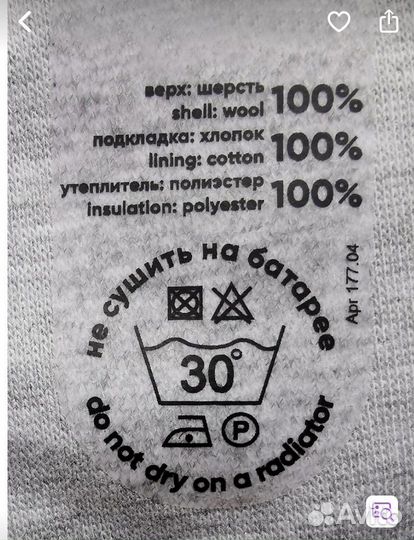 верх: шерсть 100%
shell: wool
подкладка: хлопок 100%
lining: cotton
утеплитель: полиэстер 100%
insulation: polyester
Арт 177.04
не сушить на батарее
30°
P
do not dry on a radiator
Avito